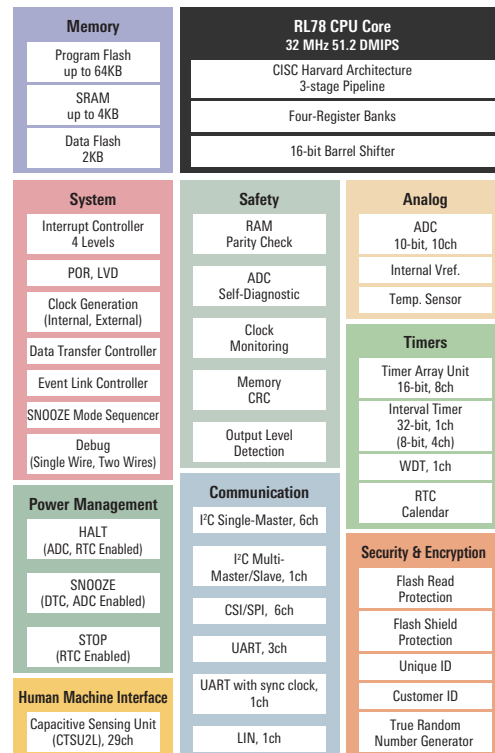 Memory
Program Flash
up to 64KB
SRAM
up to 4KB
Data Flash
2KB
RL78 CPU Core
32 MHz 51.2 DMIPS
CISC Harvard Architecture
3-stage Pipeline
Four-Register Banks
16-bit Barrel Shifter
System
Interrupt Controller
4 Levels
POR, LVD
Clock Generation
(Internal, External)
Data Transfer Controller
Event Link Controller
SNOOZE Mode Sequencer
Debug
(Single Wire, Two Wires)
Power Management
HALT
(ADC, RTC Enabled)
SNOOZE
(DTC, ADC Enabled)
STOP
(RTC Enabled)
Human Machine Interface
Capacitive Sensing Unit
(CTSU2L), 29ch
Safety
RAM
Parity Check
ADC
Self-Diagnostic
Clock
Monitoring
Memory
CRC
Output Level
Detection
Communication
I²C Single-Master, 6ch
I²C Multi-
Master/Slave, 1ch
CSI/SPI, 6ch
UART, 3ch
UART with sync clock,
1ch
LIN, 1ch
Analog
ADC
10-bit, 10ch
Internal Vref.
Temp. Sensor
Timers
Timer Array Unit
16-bit, 8ch
Interval Timer
32-bit, 1ch
(8-bit, 4ch)
WDT, 1ch
RTC
Calendar
Security & Encryption
Flash Read
Protection
Flash Shield
Protection
Unique ID
Customer ID
True Random
Number Generator